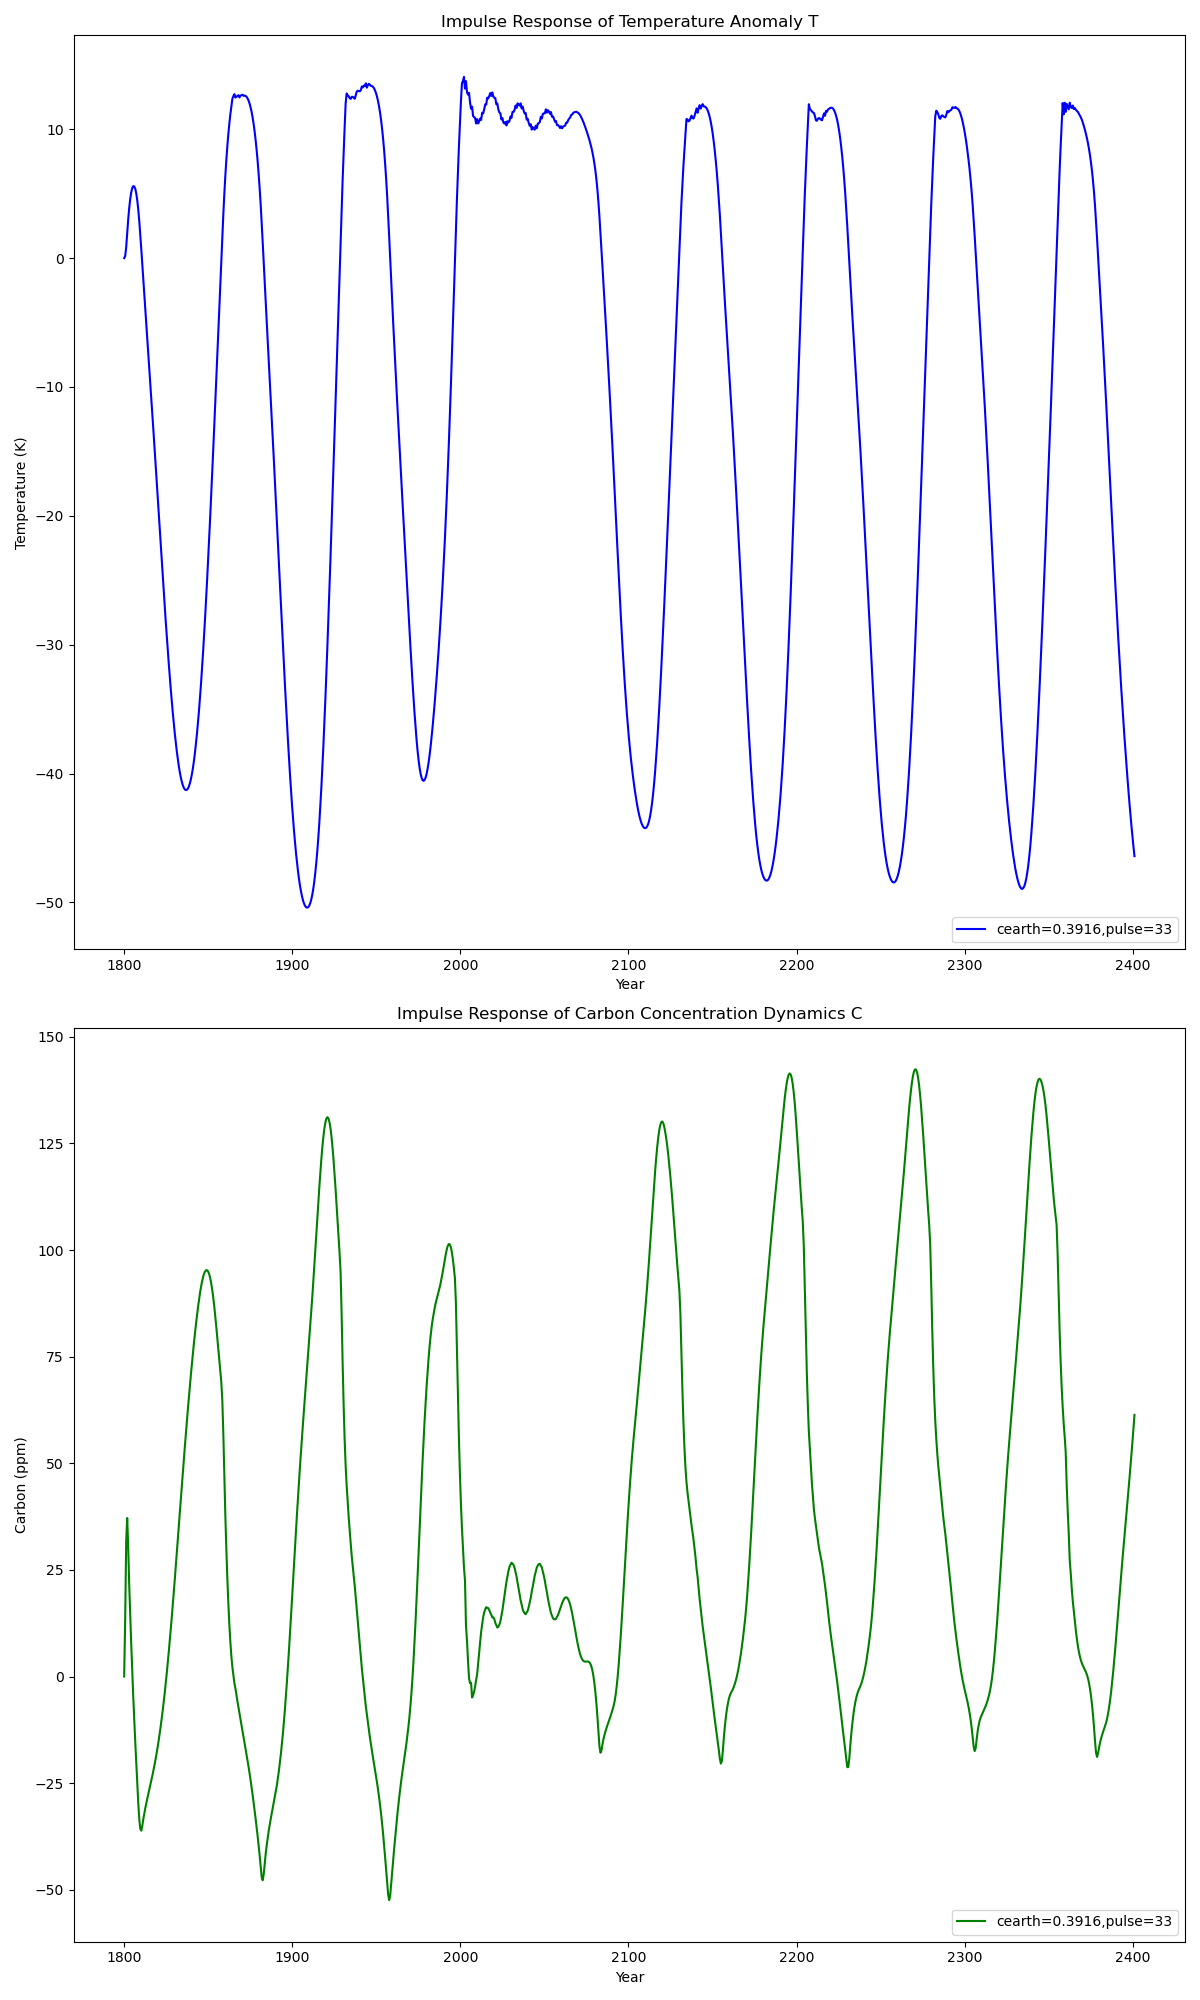 Impulse Response of Temperature Anomaly T
Temperature (K)
10
0
−10
−20
−30
−40
−50
cearth=0.3916,pulse=33
1800 1900 2000 2100 2200 2300 2400
Year
Impulse Response of Carbon Concentration Dynamics C
Carbon (ppm)
150
125
100
75
50
25
0
−25
−50
cearth=0.3916,pulse=33
1800 1900 2000 2100 2200 2300 2400
Year